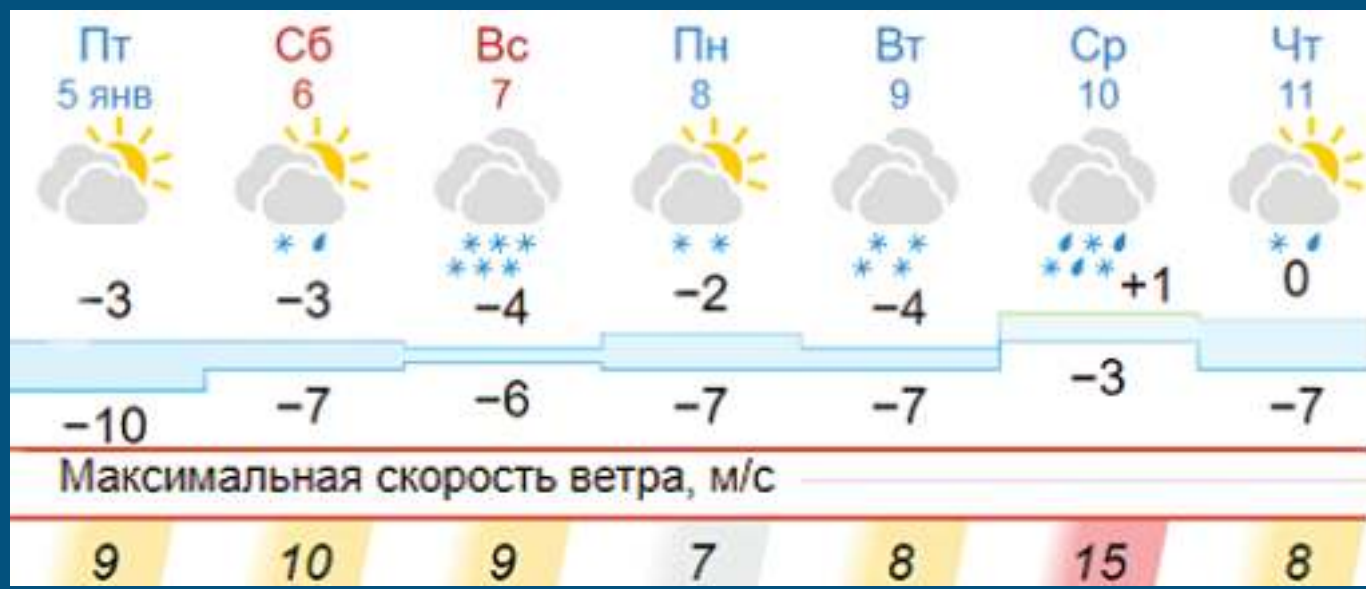 Пт Сб Вс Пн Вт Ср Чт
5 янв 6 7 8 9 10 11
−3 −3 −4 −2 −4 +1 0
−10 −7 −6 −7 −7 −3 −7
Максимальная скорость ветра, м/с
9 10 9 7 8 15 8